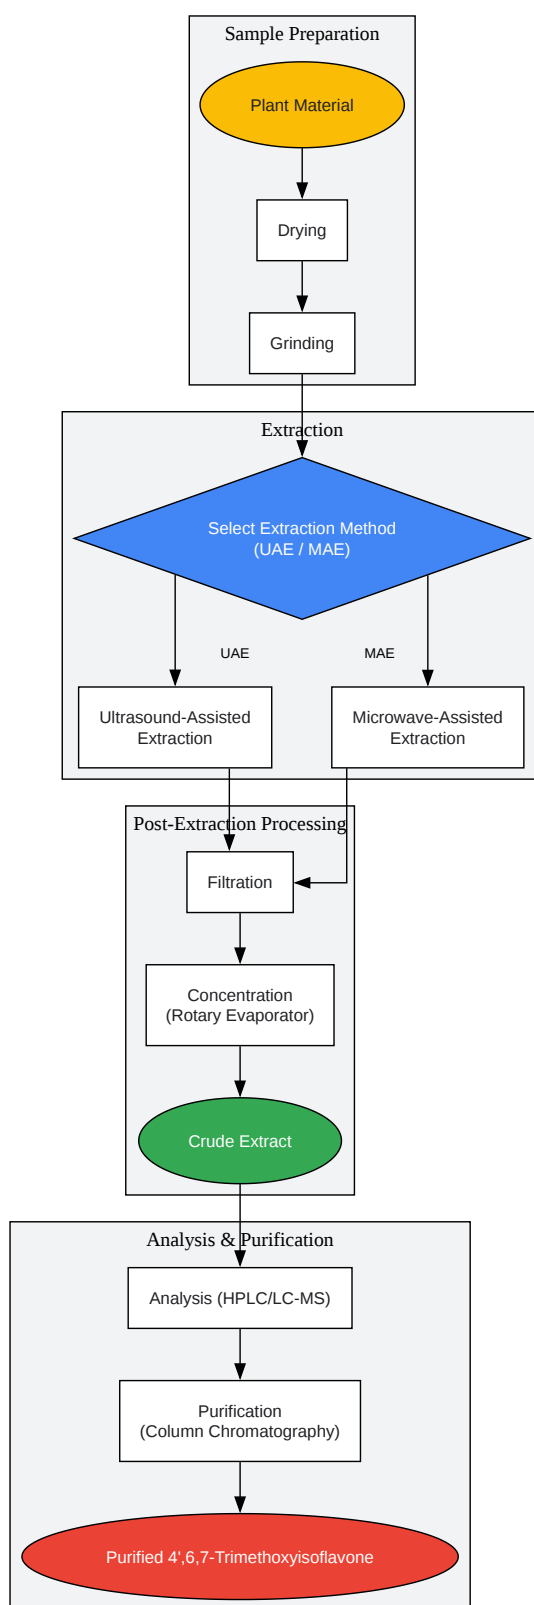 Sample Preparation
Plant Material
Drying
Grinding
Extraction
Select Extraction Method
(UAE / MAE)
UAE
MAE
Ultrasound-Assisted
Extraction
Microwave-Assisted
Extraction
Post-Extraction Processing
Filtration
Concentration
(Rotary Evaporator)
Crude Extract
Analysis & Purification
Analysis (HPLC/LC-MS)
Purification
(Column Chromatography)
Purified 4',6,7-Trimethoxyisoflavone